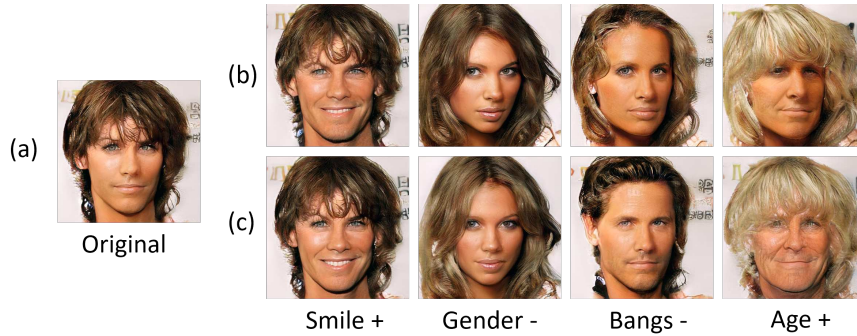 (a)
Original
(b)
(c)
Smile +
Gender -
Bangs -
Age +